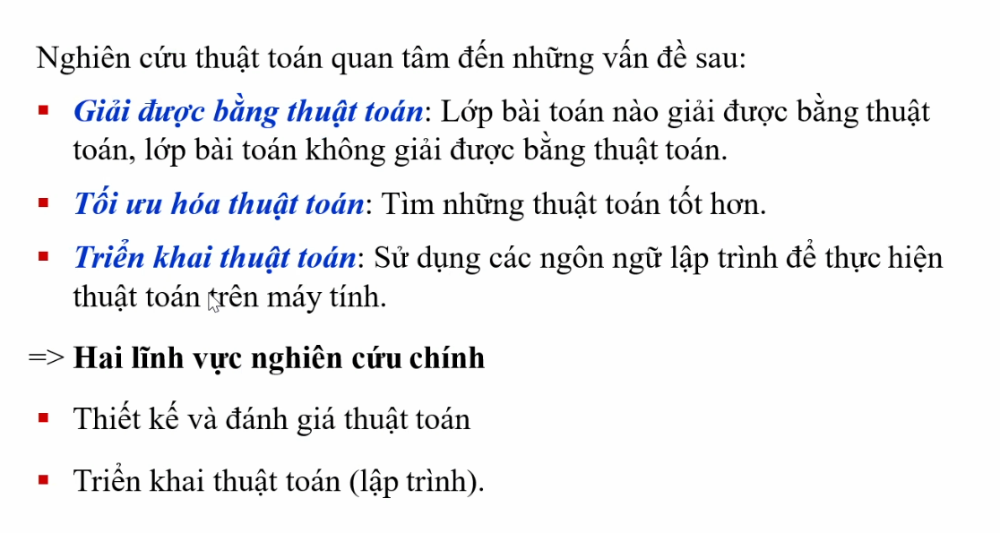 Nghiên cứu thuật toán quan tâm đến những vấn đề sau:
▪ Giải được bằng thuật toán: Lớp bài toán nào giải được bằng thuật
toán, lớp bài toán không giải được bằng thuật toán.
▪ Tối ưu hóa thuật toán: Tìm những thuật toán tốt hơn.
▪ Triển khai thuật toán: Sử dụng các ngôn ngữ lập trình để thực hiện
thuật toán trên máy tính.
=> Hai lĩnh vực nghiên cứu chính
▪ Thiết kế và đánh giá thuật toán
▪ Triển khai thuật toán (lập trình).